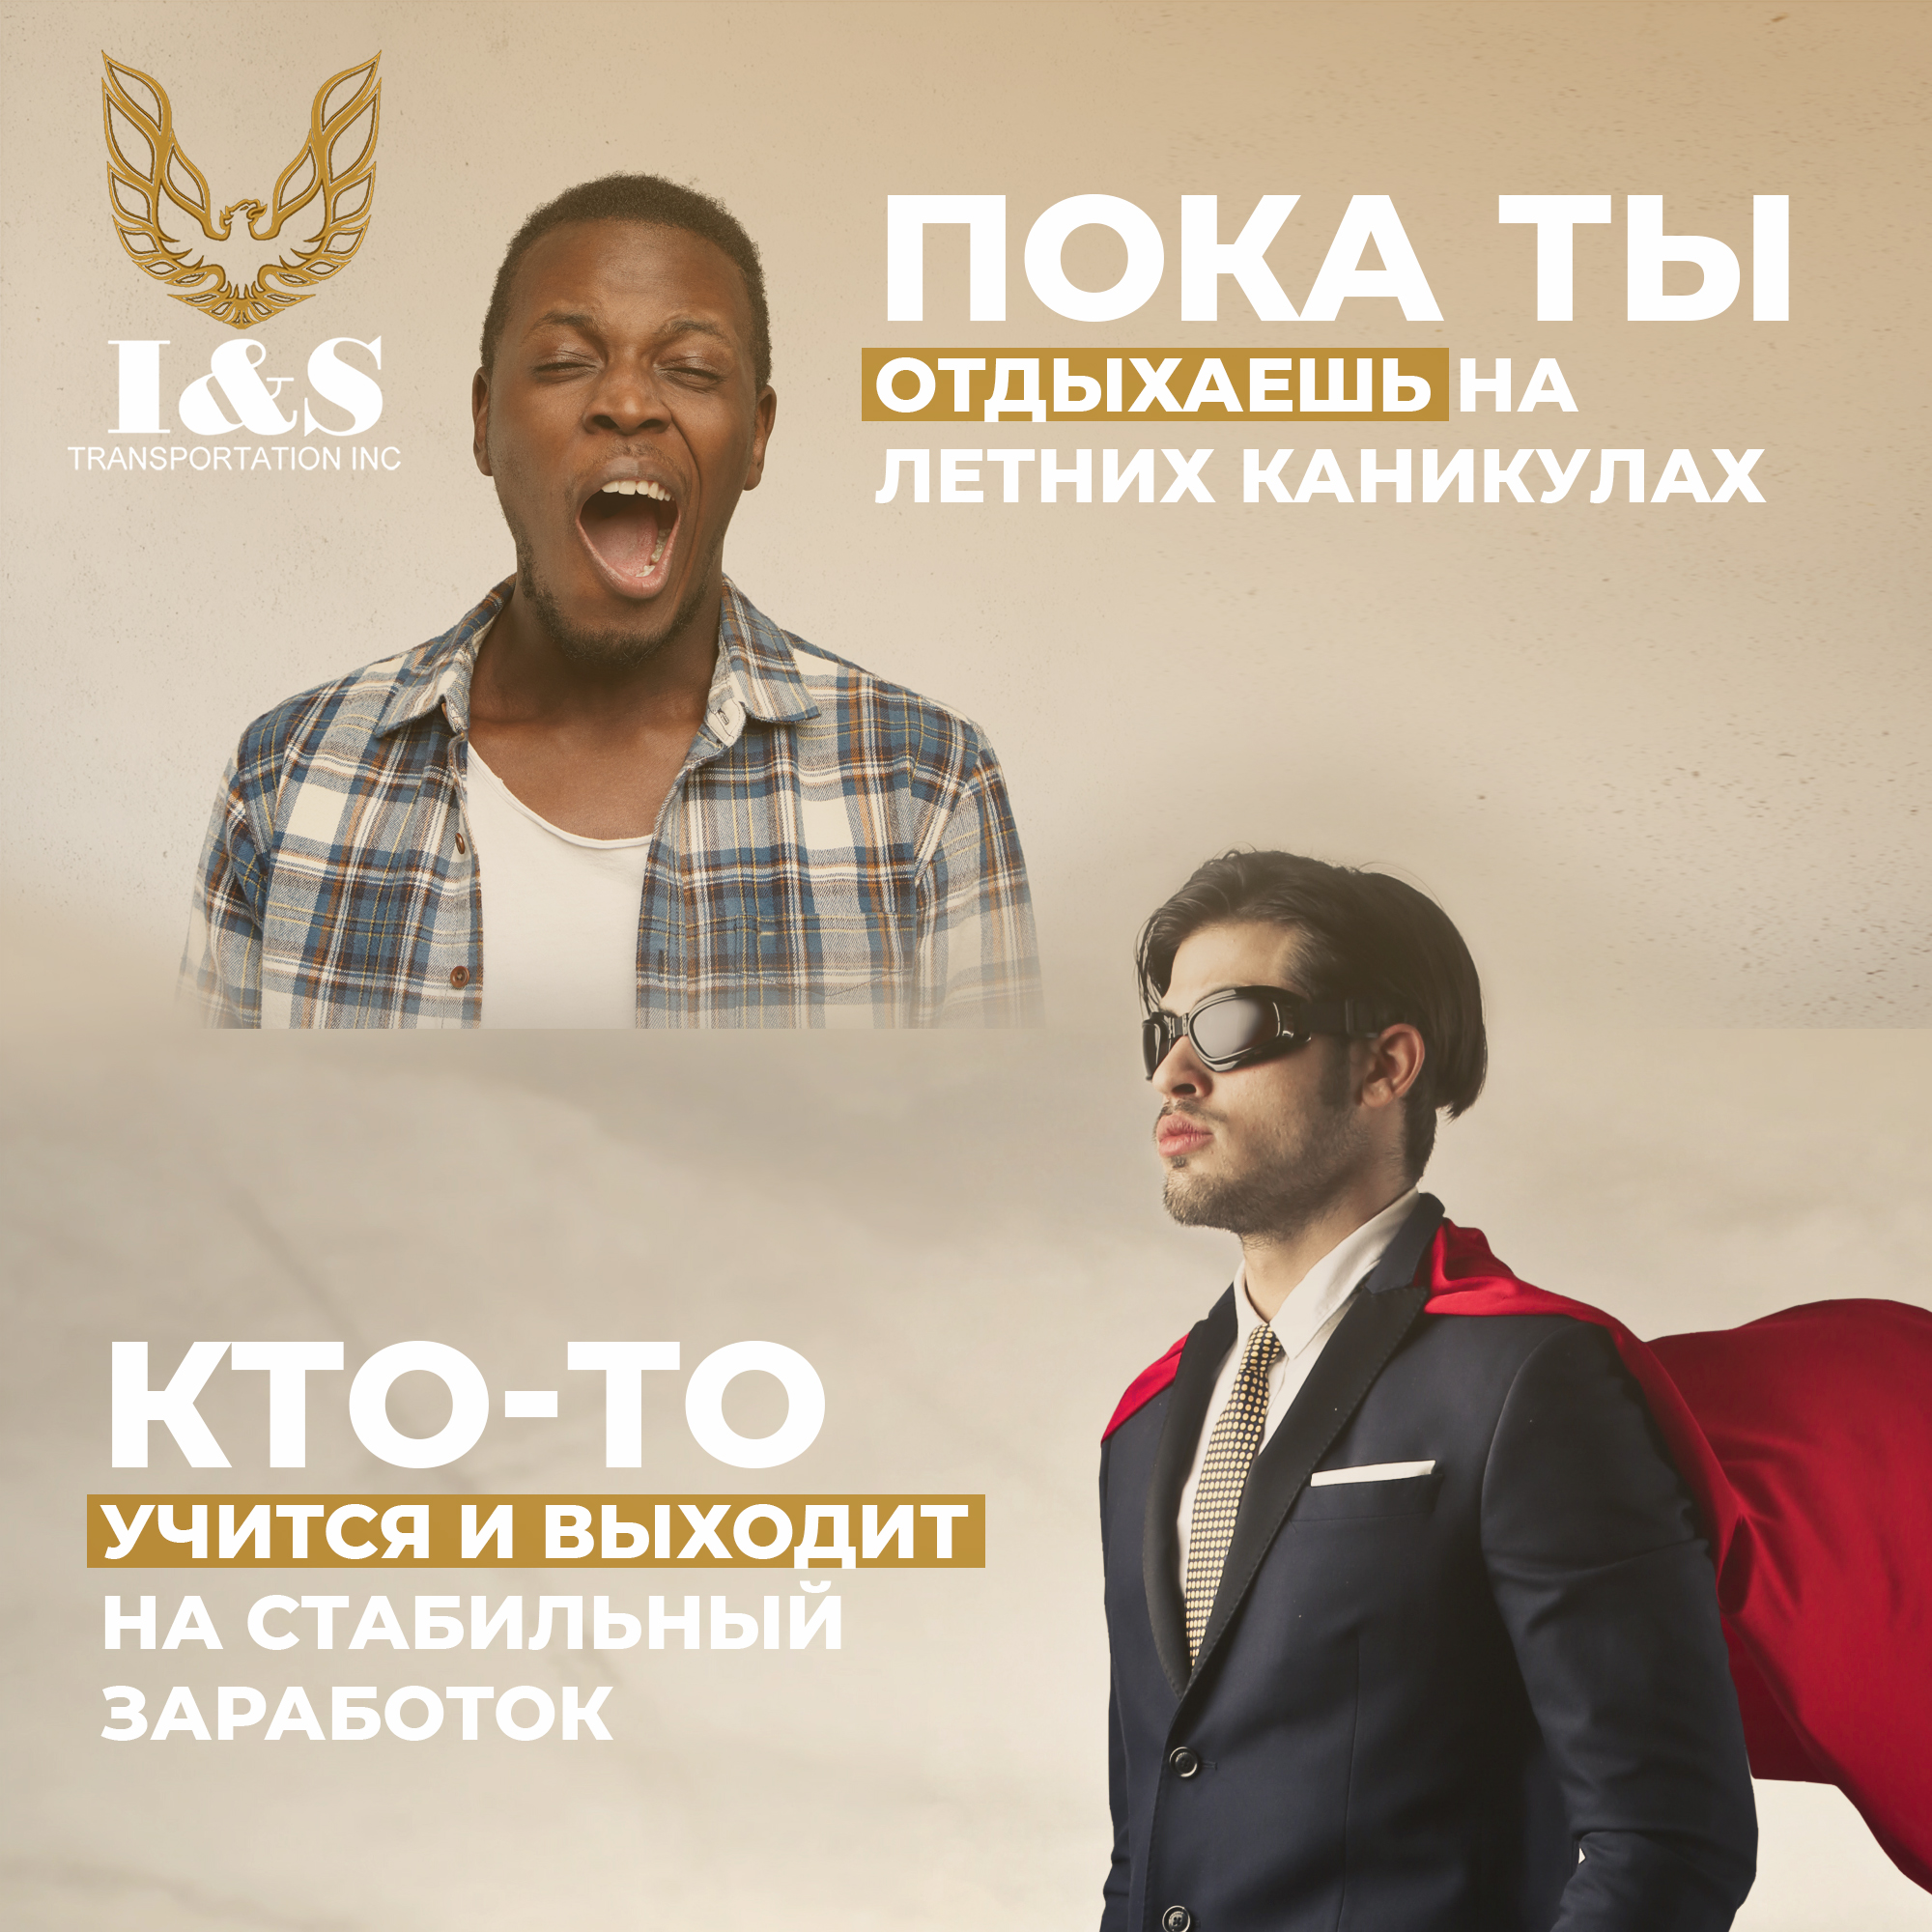 I&S
TRANSPORTATION INC
ПОКА ТЫ
ОТДЫХАЕШЬ НА
ЛЕТНИХ КАНИКУЛАХ
КТО-ТО
УЧИТСЯ И ВЫХОДИТ
НА СТАБИЛЬНЫЙ
ЗАРАБОТОК